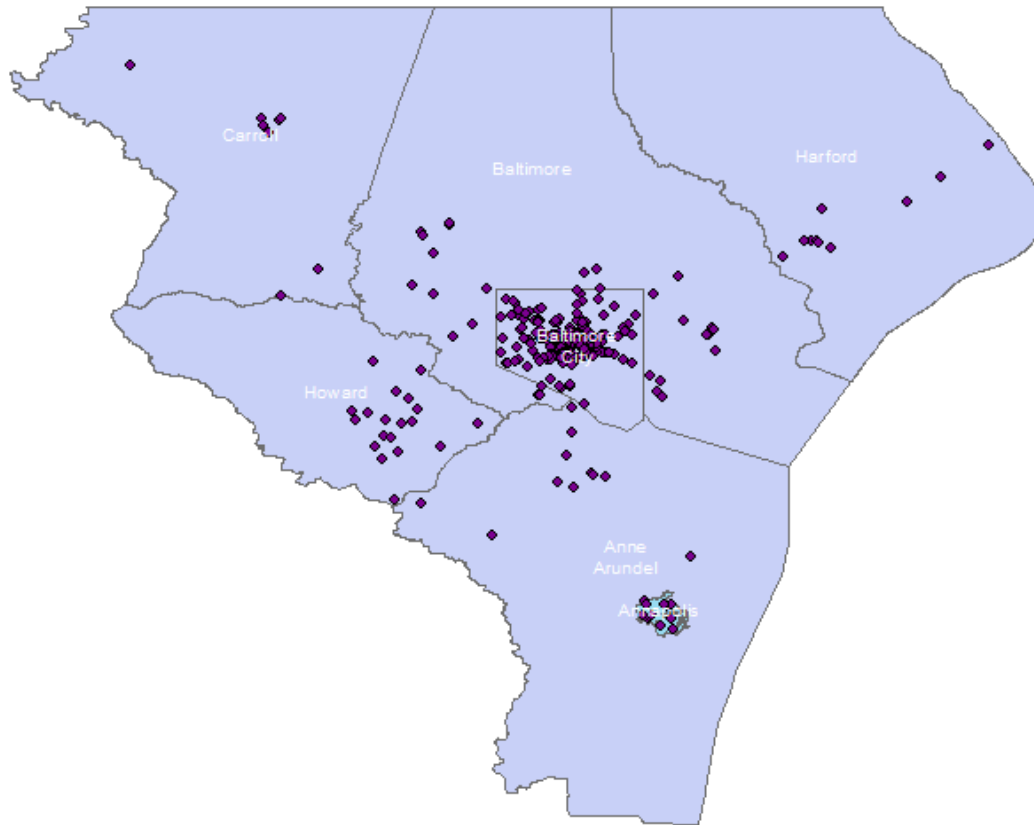 Carroll
Baltimore
Harford
Baltimore
City
Howard
Anne
Arundel
Annapolis